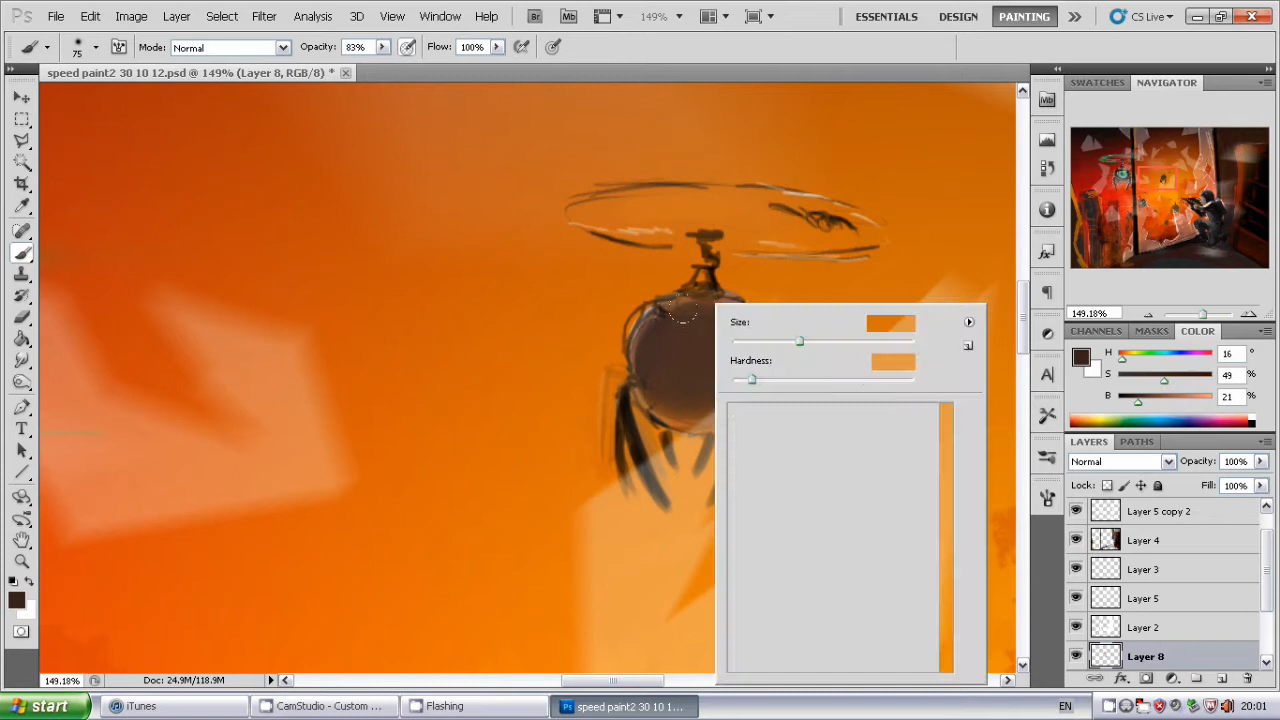 Ps File Edit Image Layer Select Filter Analysis 3D View Window Help Br Mb 149% ESSENTIALS DESIGN PAINTING CS Live
75 Mode: Normal Opacity: 83% Flow: 100%
speed paint2 30 10 12.psd @ 149% (Layer 8, RGB/8) *
SWATCHES NAVIGATOR
Mb
149.18%
CHANNELS MASKS COLOR
H 16 °
S 49 %
B 21 %
LAYERS PATHS
Normal Opacity: 100%
Lock: Fill: 100%
Layer 5 copy 2
Layer 4
Layer 3
Layer 5
Layer 2
Layer 8
Size:
Hardness:
149.18% Doc: 24.9M/118.9M
start iTunes CamStudio - Custom ... Flashing Ps speed paint2 30 10 1... EN 20:01